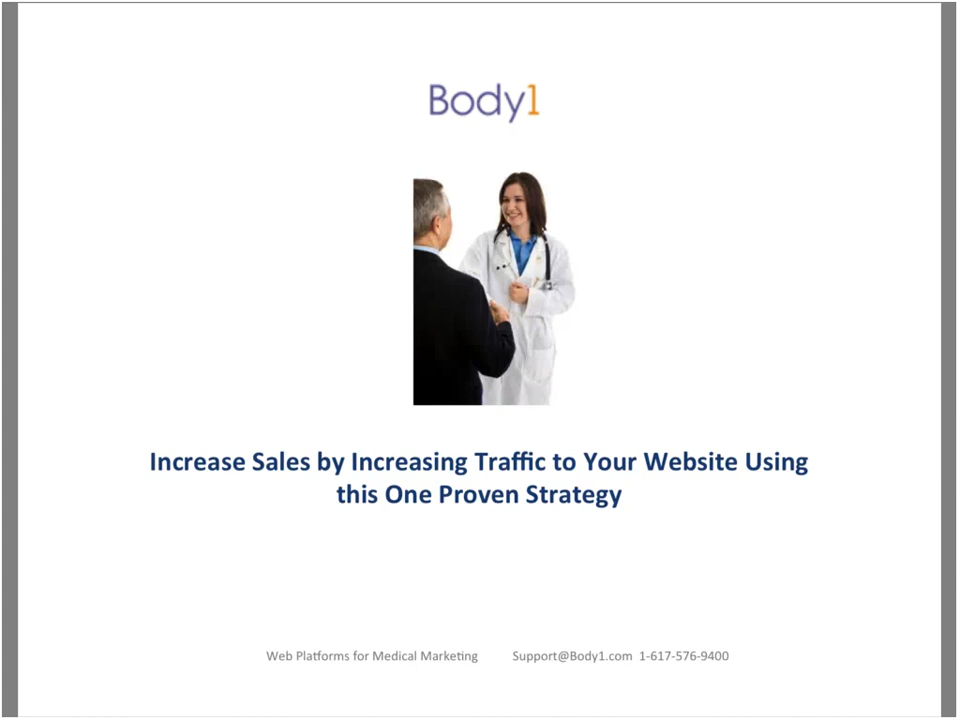 Body1
Increase Sales by Increasing Traffic to Your Website Using
this One Proven Strategy
Web Platforms for Medical Marketing Support@Body1.com 1-617-576-9400